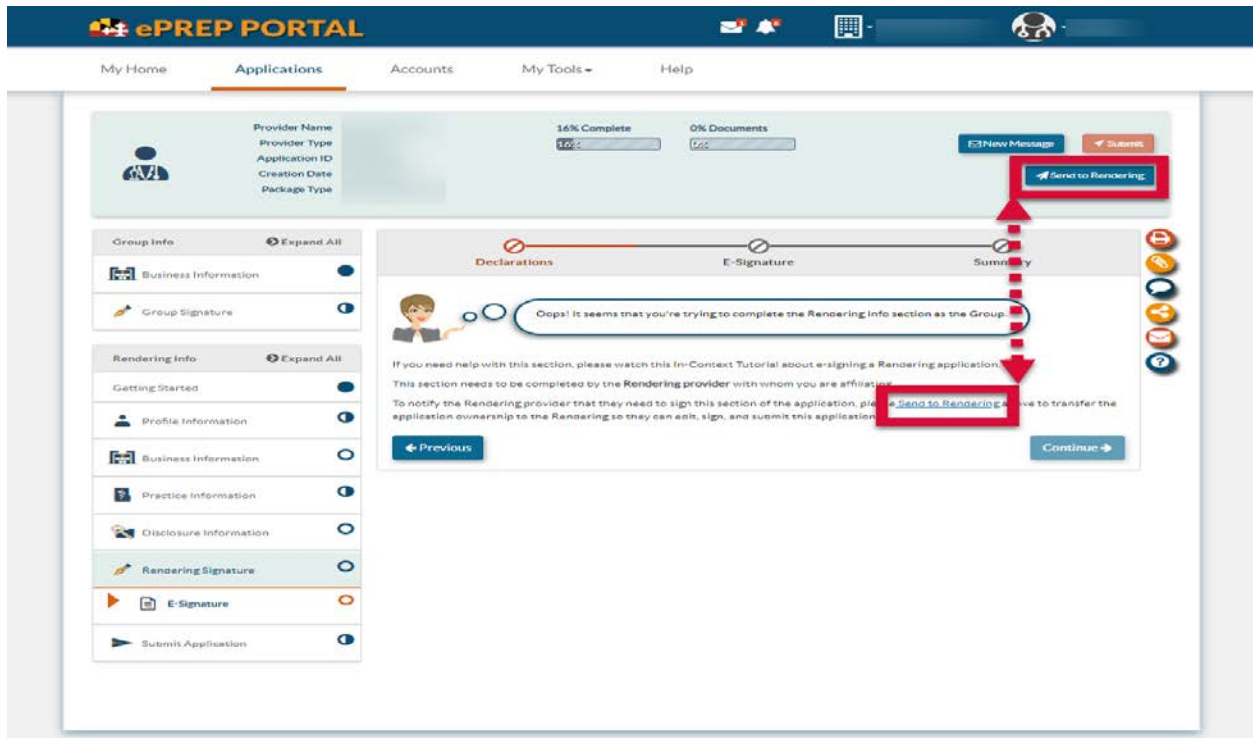 ePREP PORTAL
My Home Applications Accounts My Tools Help
Provider Name
Provider Type
Application ID
Creation Date
Package Type
16% Complete
16%
0% Documents
0%
New Message
Submit
Send to Rendering
Group Info Expand All
Business Information
Group Signature
Rendering Info Expand All
Getting Started
Profile Information
Business Information
Practice Information
Disclosure Information
Rendering Signature
E-Signature
Submit Application
Declarations E-Signature Summary
Oops! It seems that you're trying to complete the Rendering Info section as the Group.
If you need help with this section, please watch this In-Context Tutorial about e-signing a Rendering application.
This section needs to be completed by the Rendering provider with whom you are affiliating.
To notify the Rendering provider that they need to sign this section of the application, Send to Rendering to transfer the
application ownership to the Rendering so they can edit, sign, and submit this application
Previous
Continue